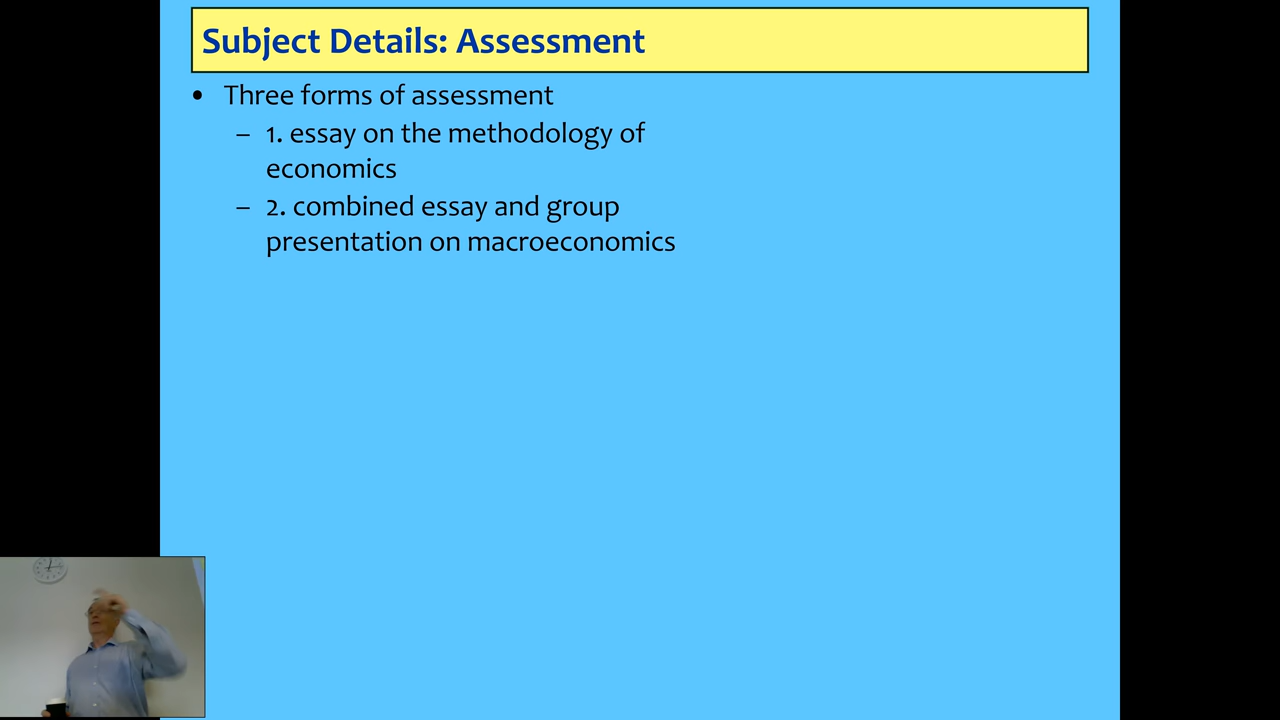 Subject Details: Assessment
• Three forms of assessment
– 1. essay on the methodology of
economics
– 2. combined essay and group
presentation on macroeconomics